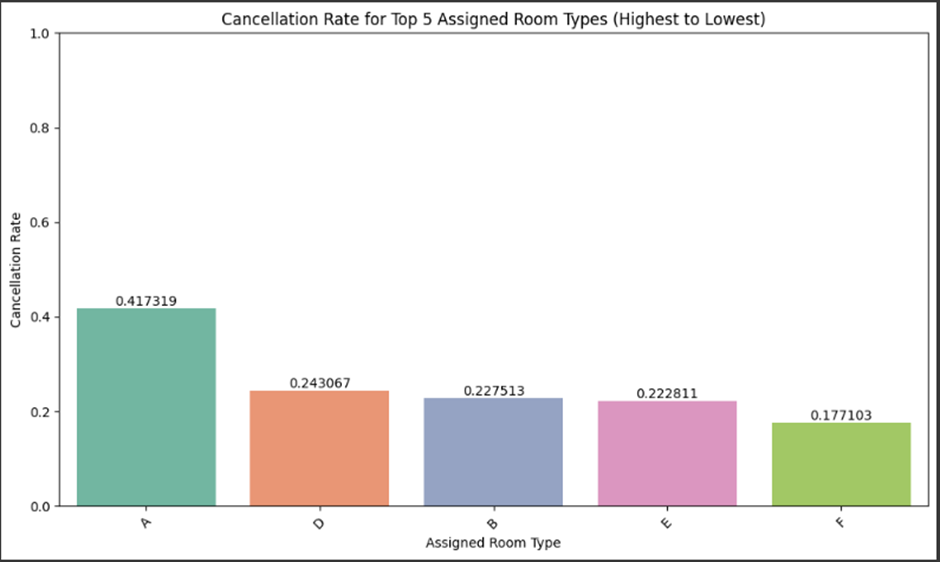 Cancellation Rate for Top 5 Assigned Room Types (Highest to Lowest)
1.0
0.8
0.6
0.4
0.2
0.0
Cancellation Rate
0.417319
0.243067
0.227513
0.222811
0.177103
A
D
B
E
F
Assigned Room Type